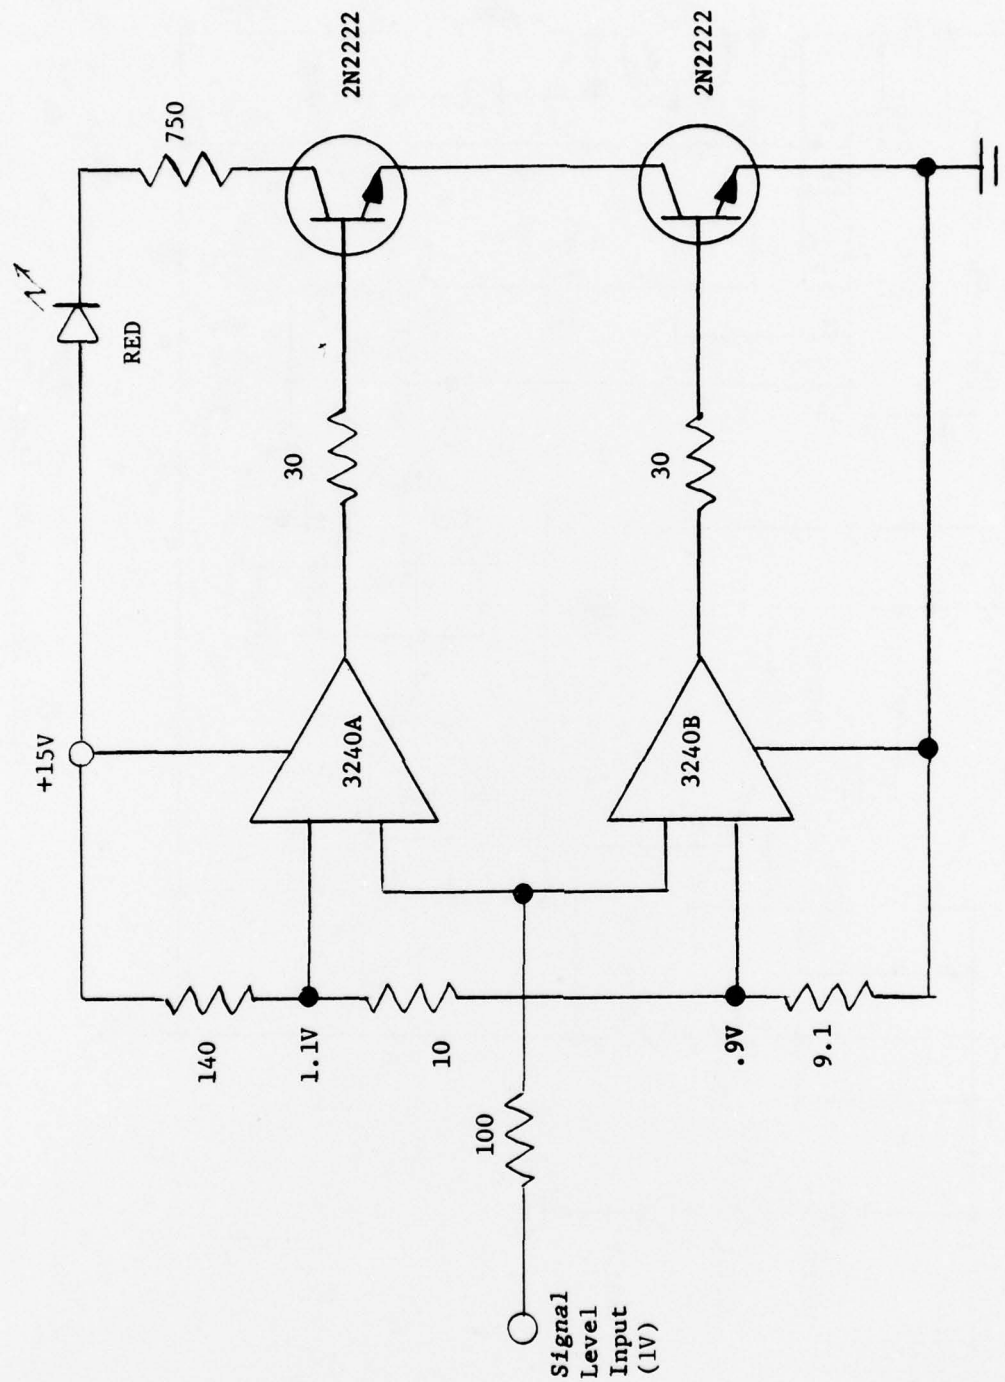 2N2222
2N2222
750
RED
30
30
+15V
3240A
3240B
140
1.1V
10
.9V
9.1
100
Signal
Level
Input
(1V)